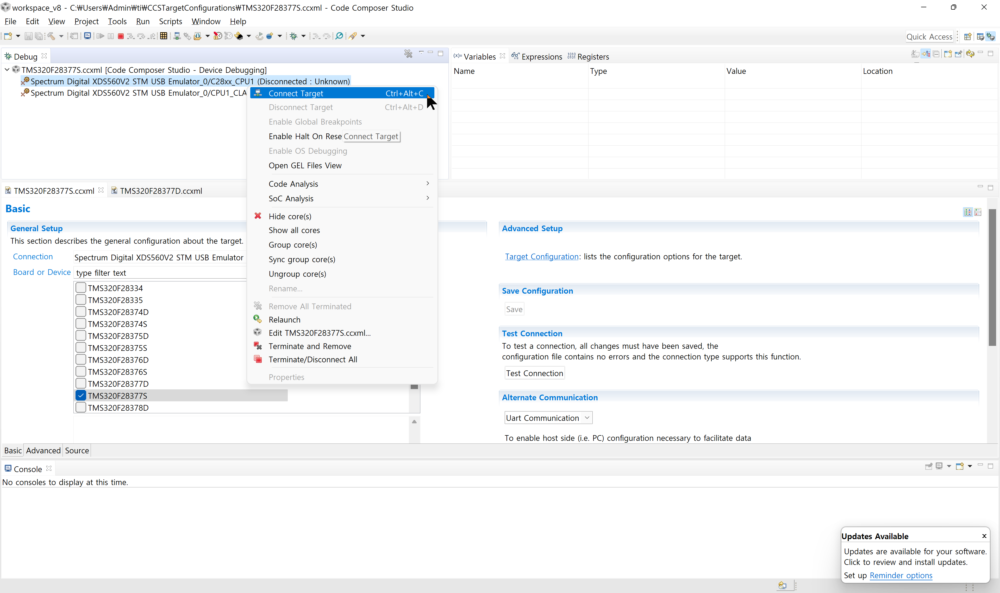 workspace_v8 - C:₩Users₩Admin₩ti₩CCSTargetConfigurations₩TMS320F28377S.ccxml - Code Composer Studio
File Edit View Project Tools Run Scripts Window Help
Quick Access
Debug
TMS320F28377S.ccxml [Code Composer Studio - Device Debugging]
Spectrum Digital XDS560V2 STM USB Emulator_0/C28xx_CPU1 (Disconnected : Unknown)
Spectrum Digital XDS560V2 STM USB Emulator_0/CPU1_CLA
Connect Target Ctrl+Alt+C
Disconnect Target Ctrl+Alt+D
Enable Global Breakpoints
Enable Halt On Rese
Connect Target
Enable OS Debugging
Open GEL Files View
Code Analysis
SoC Analysis
Hide core(s)
Show all cores
Group core(s)
Sync group core(s)
Ungroup core(s)
Rename...
Remove All Terminated
Relaunch
Edit TMS320F28377S.ccxml...
Terminate and Remove
Terminate/Disconnect All
Properties
(x)= Variables Expressions 1010 0101 Registers
Name Type Value Location
TMS320F28377S.ccxml TMS320F28377D.ccxml
Basic
General Setup
This section describes the general configuration about the target.
Connection Spectrum Digital XDS560V2 STM USB Emulator
Board or Device type filter text
TMS320F28334
TMS320F28335
TMS320F28374D
TMS320F28374S
TMS320F28375D
TMS320F28375S
TMS320F28376D
TMS320F28376S
TMS320F28377D
TMS320F28377S
TMS320F28378D
Advanced Setup
Target Configuration: lists the configuration options for the target.
Save Configuration
Save
Test Connection
To test a connection, all changes must have been saved, the
configuration file contains no errors and the connection type supports this function.
Test Connection
Alternate Communication
Uart Communication
To enable host side (i.e. PC) configuration necessary to facilitate data
Basic Advanced Source
Console
No consoles to display at this time.
Updates Available
Updates are available for your software.
Click to review and install updates.
Set up Reminder options